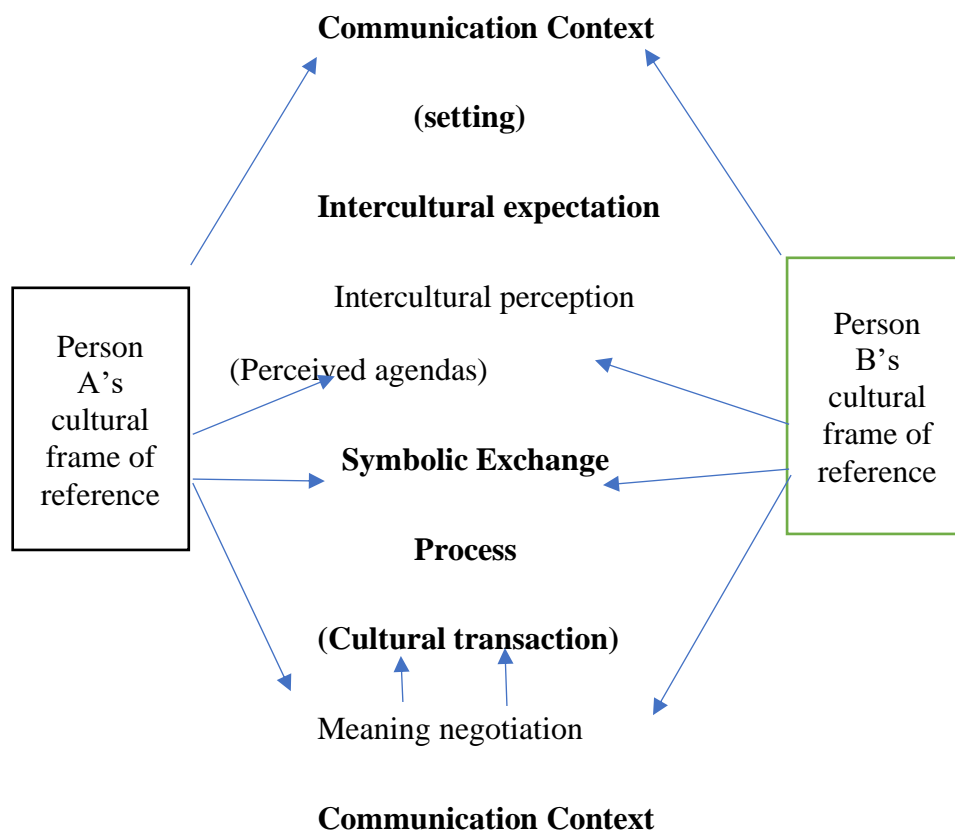 Communication Context
(setting)
Intercultural expectation
Intercultural perception
(Perceived agendas)
Person
A's
cultural
frame of
reference
Person
B's
cultural
frame of
reference
Symbolic Exchange
Process
(Cultural transaction)
Meaning negotiation
Communication Context